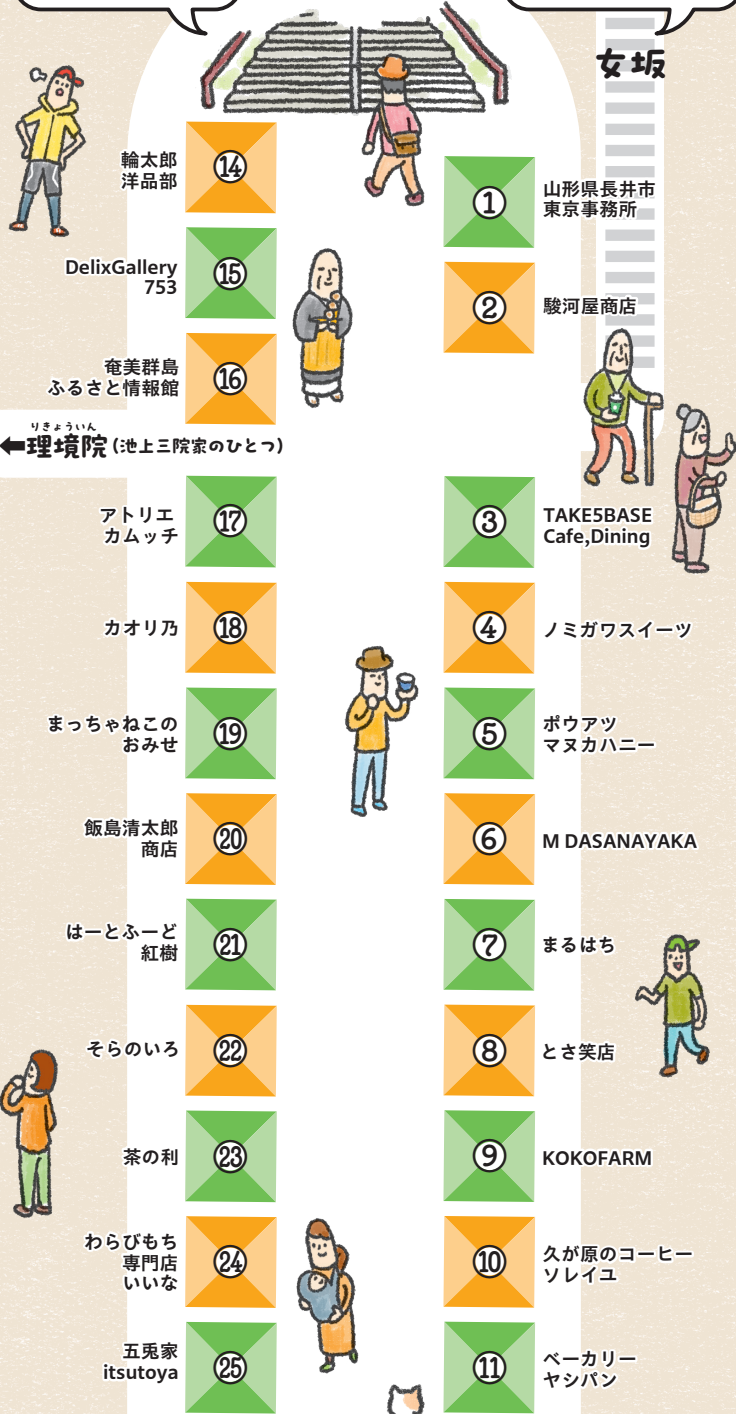 女坂
⑭
輪太郎
洋品部
①
山形県長井市
東京事務所
⑮
DelixGallery
753
②
駿河屋商店
⑯
奄美群島
ふるさと情報館
りきょういん
←理境院(池上三院家のひとつ)
⑰
アトリエ
カムッチ
③
TAKE5BASE
Cafe,Dining
⑱
カオリ乃
④
ノミガワスイーツ
⑲
まっちゃねこの
おみせ
⑤
ポウアツ
マヌカハニー
⑳
飯島清太郎
商店
⑥
M DASANAYAKA
㉑
はーとふーど
紅樹
⑦
まるはち
㉒
そらのいろ
⑧
とさ笑店
㉓
茶の利
⑨
KOKOFARM
㉔
わらびもち
専門店
いいな
⑩
久が原のコーヒー
ソレイユ
㉕
五兎家
itsutoya
⑪
ベーカリー
ヤシパン